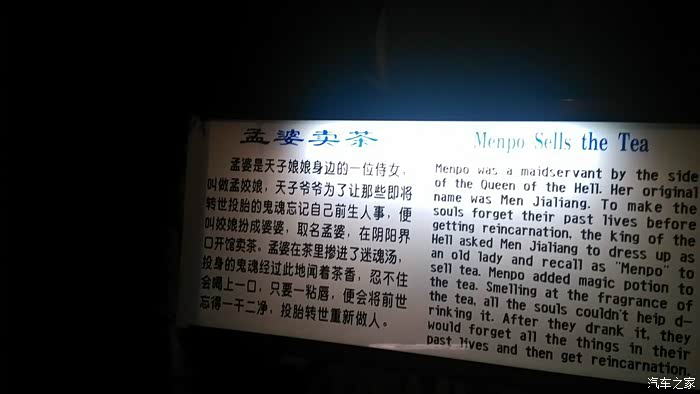 孟婆卖茶
孟婆是天子娘娘身边的一位侍女,
叫做孟姣娘,天子爷爷为了让那些即将
转世投胎的鬼魂忘记自己前生人事,便
叫姣娘扮成婆婆,取名孟婆,在阴阳界
口开馆卖茶。孟婆在茶里掺进了迷魂汤,
投身的鬼魂经过此地闻着茶香,忍不住
会喝上一口,只要一粘唇,便会将前世
忘得一干二净,投胎转世重新做人。
Menpo Sells the Tea
Menpo was a maidservant by the side
of the Queen of the Hell. Her original
name was Men Jialiang. To make the
souls forget their past lives before
getting reincarnation, the king of the
Hell asked Men Jialiang to dress up as
an old lady and recall as "Menpo" to
sell tea. Menpo added magic potion to
the tea. Smelling at the fragrance of
the tea, all the souls couldn't heip d-
rinking it. After they drank it, they
would forget all the things in their
past lives and then get reincarnation.
汽车之家